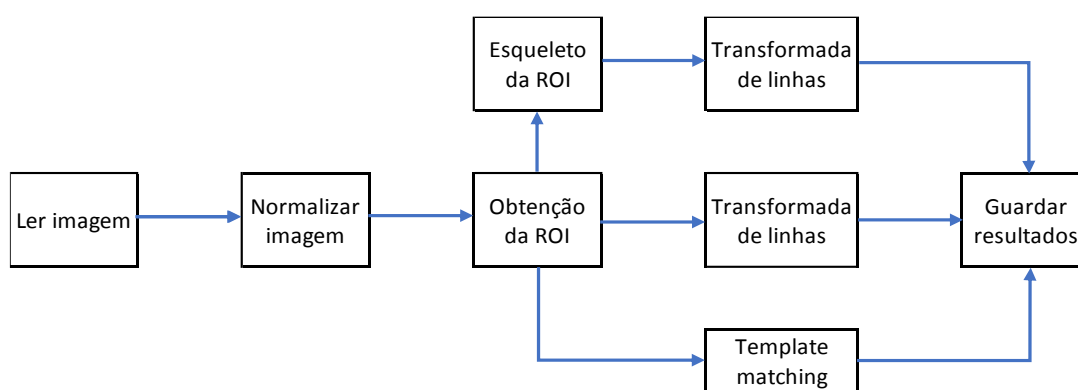 Esqueleto
da ROI
Transformada
de linhas
Ler imagem
Normalizar
imagem
Obtenção
da ROI
Transformada
de linhas
Guardar
resultados
Template
matching